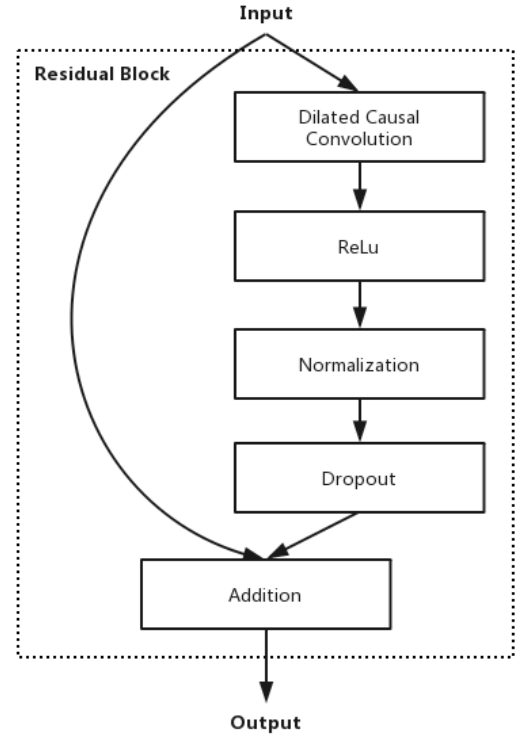 Input
Residual Block
Dilated Causal
Convolution
ReLu
Normalization
Dropout
Addition
Output